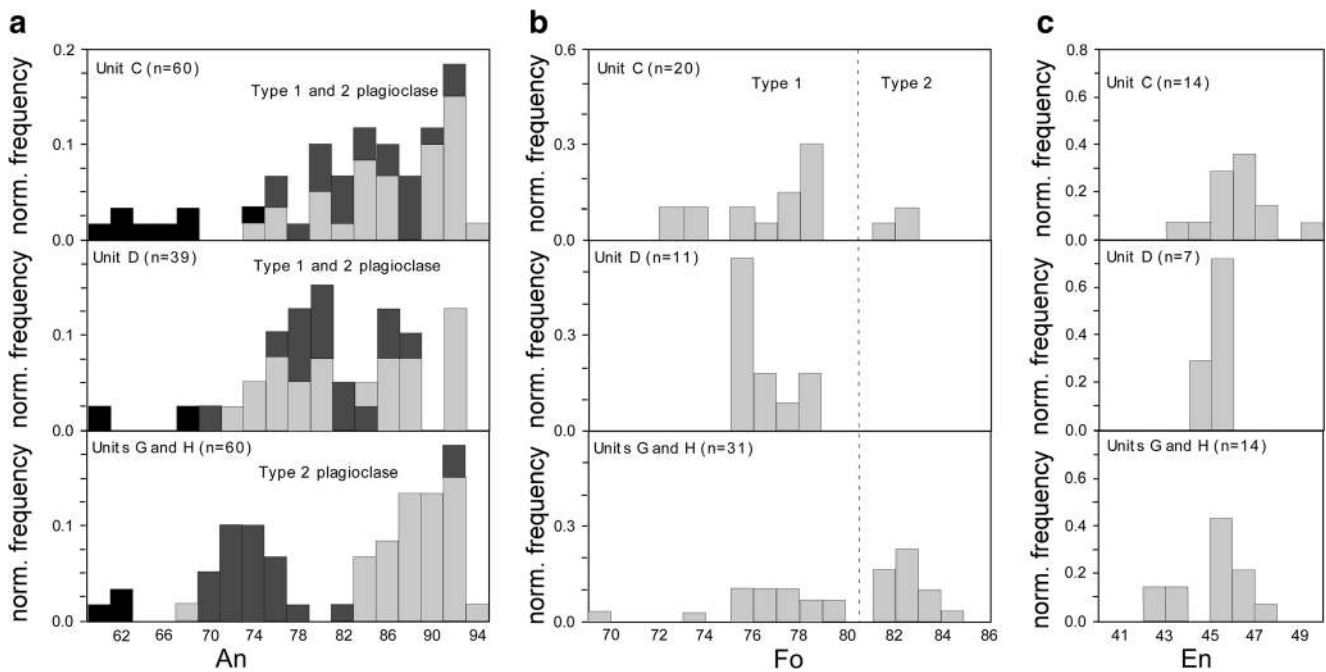 a
b
c
norm. frequency
0.2
0.1
0.0
Unit C (n=60)
Type 1 and 2 plagioclase
norm. frequency
0.6
0.3
0.0
Unit C (n=20)
Type 1
Type 2
norm. frequency
0.8
0.6
0.4
0.2
0.0
Unit C (n=14)
norm. frequency
0.1
0.0
Unit D (n=39)
Type 1 and 2 plagioclase
norm. frequency
0.3
0.0
Unit D (n=11)
norm. frequency
0.6
0.4
0.2
0.0
Unit D (n=7)
norm. frequency
0.1
0.0
Units G and H (n=60)
Type 2 plagioclase
62 66 70 74 78 82 86 90 94
An
norm. frequency
0.3
0.0
Units G and H (n=31)
70 72 74 76 78 80 82 86
Fo
norm. frequency
0.6
0.4
0.2
0.0
Units G and H (n=14)
41 43 45 47 49
En